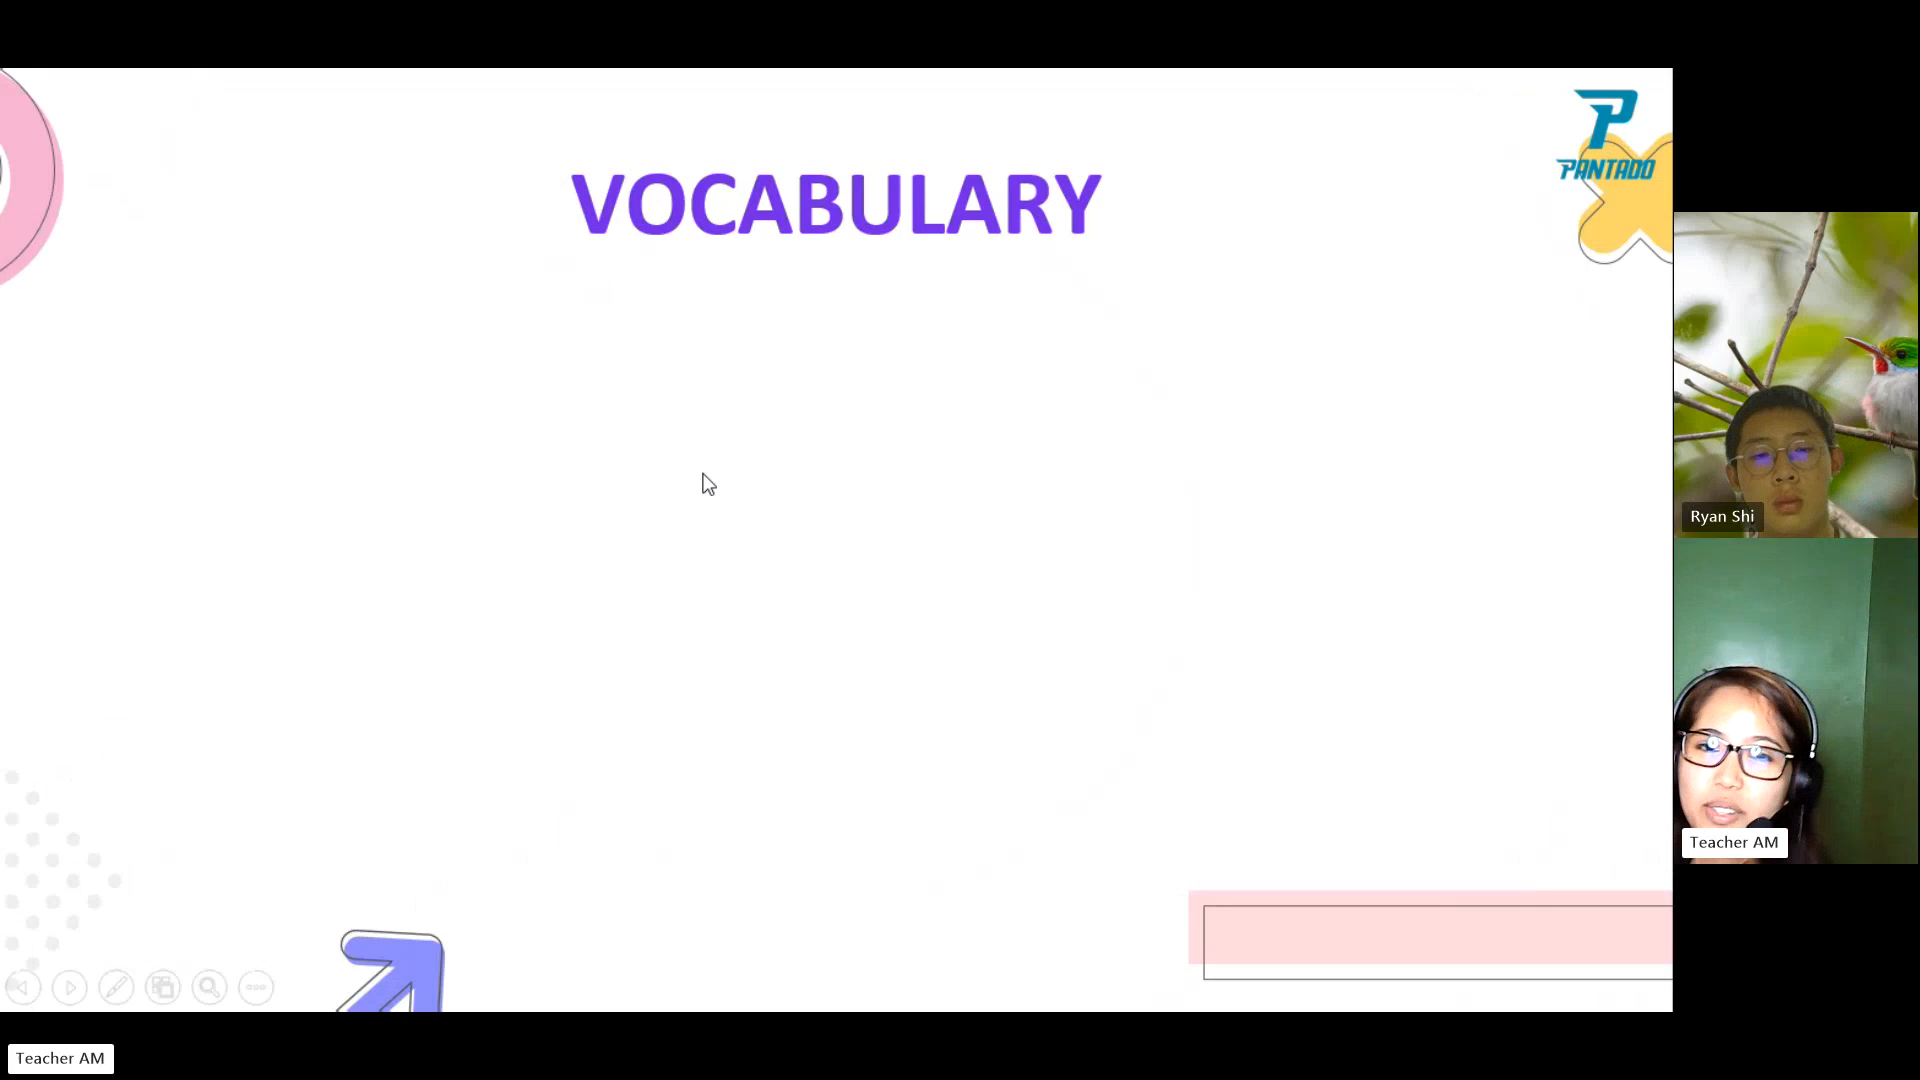 VOCABULARY
PANTADO
Ryan Shi
Teacher AM
Teacher AM